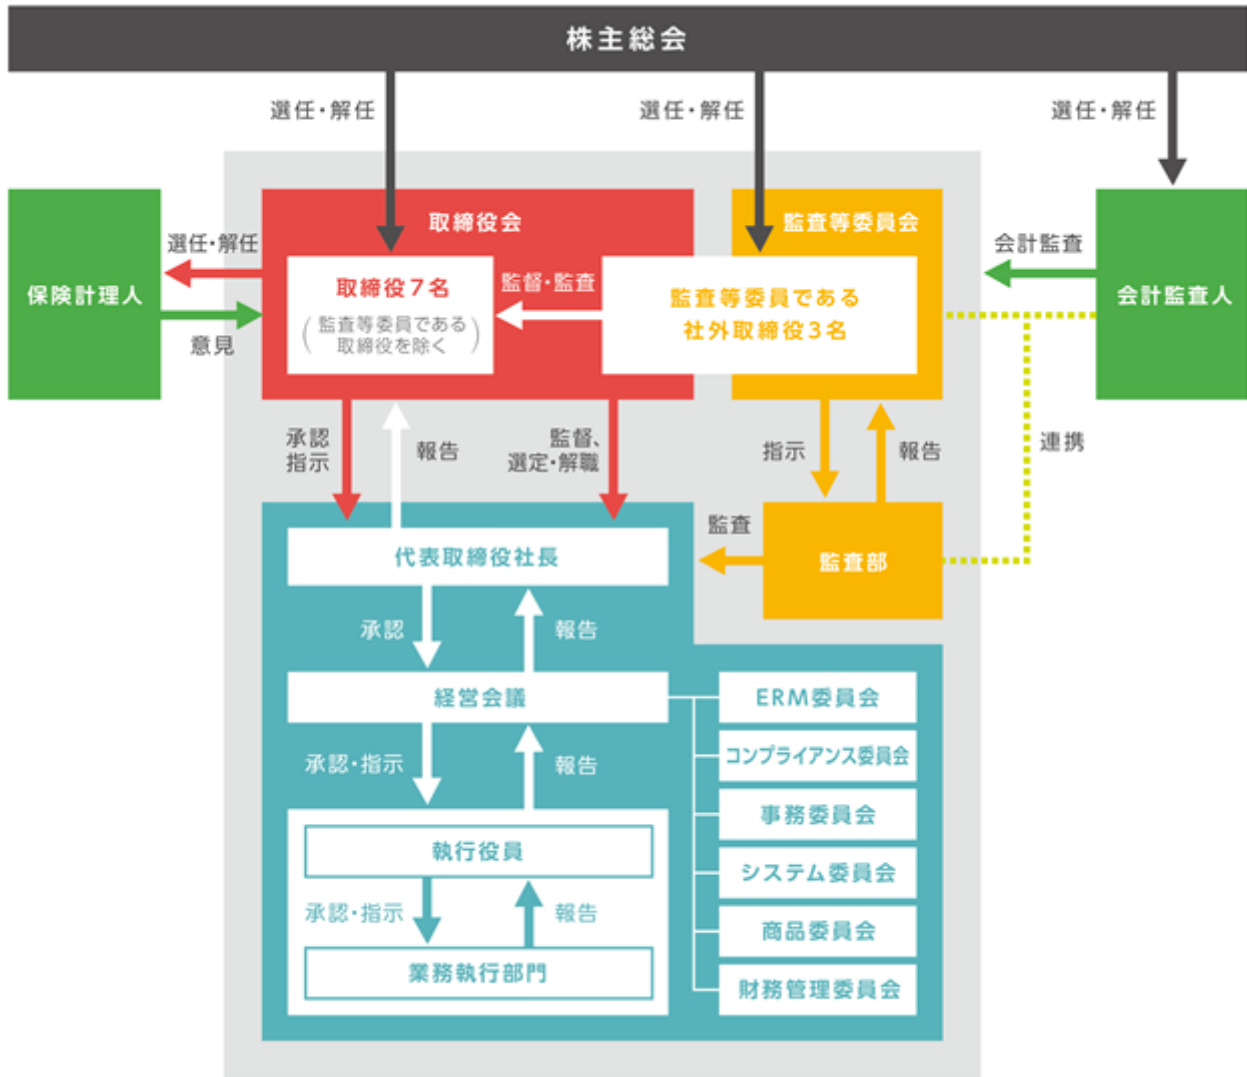 株主総会
選任・解任
選任・解任
選任・解任
取締役会
監査等委員会
選任・解任
会計監査
保険計理人
取締役7名
(監査等委員である
取締役を除く)
監督・監査
監査等委員である
社外取締役3名
会計監査人
意見
承認
指示
報告
監督、
選定・解職
指示
報告
連携
監査
代表取締役社長
監査部
承認
報告
経営会議
ERM委員会
承認・指示
報告
コンプライアンス委員会
事務委員会
執行役員
システム委員会
承認・指示
報告
商品委員会
業務執行部門
財務管理委員会